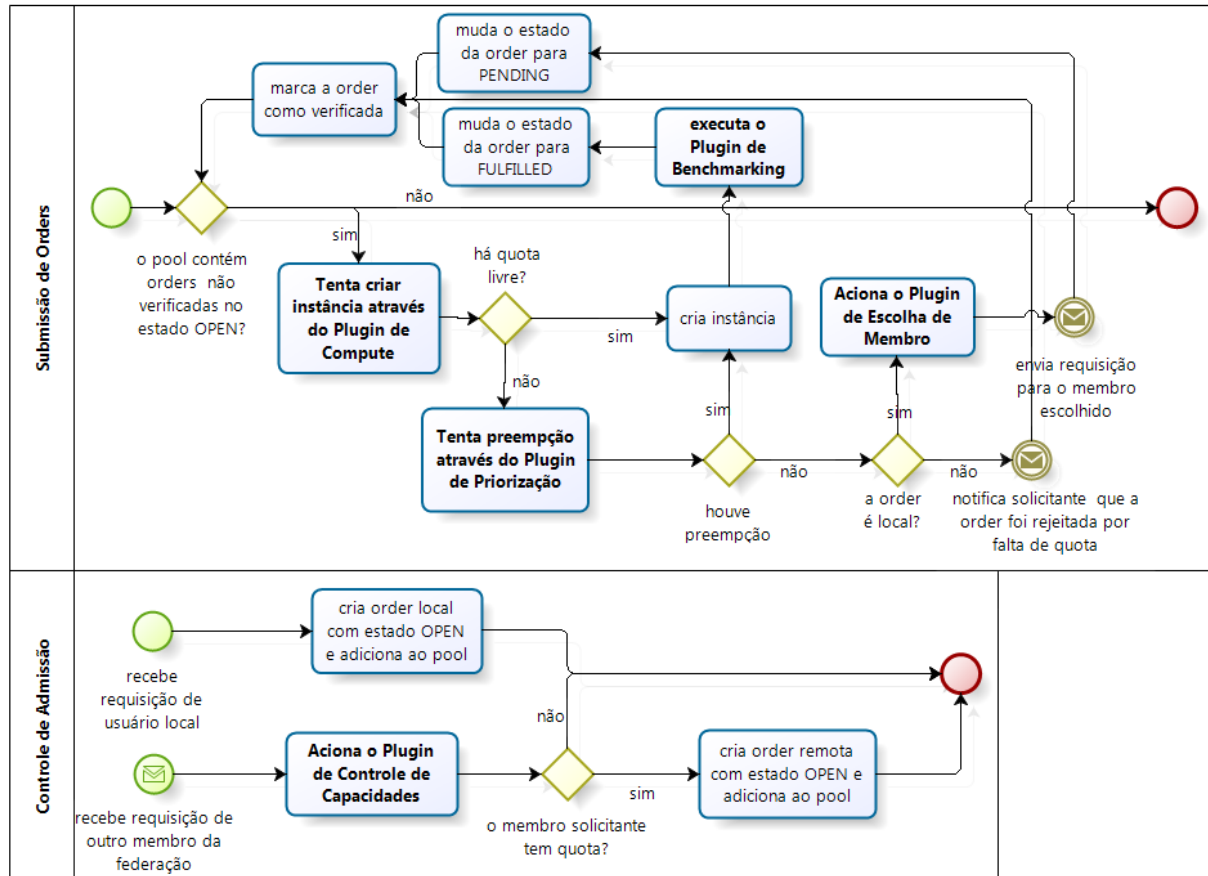 Submissão de Orders
muda o estado
da order para
PENDING
marca a order
como verificada
muda o estado
da order para
FULFILLED
executa o
Plugin de
Benchmarking
não
sim
o pool contém
orders não
verificadas no
estado OPEN?
Tenta criar
instância através
do Plugin de
Compute
há quota
livre?
sim
não
cria instância
Aciona o Plugin
de Escolha de
Membro
envia requisição
para o membro
escolhido
Tenta preempção
através do Plugin
de Priorização
sim
não
houve
preempção
sim
não
a order
é local?
notifica solicitante que a
order foi rejeitada por
falta de quota
Controle de Admissão
recebe
requisição de
usuário local
cria order local
com estado OPEN
e adiciona ao pool
recebe requisição de
outro membro da
federação
Aciona o Plugin
de Controle de
Capacidades
não
sim
o membro solicitante
tem quota?
cria order remota
com estado OPEN e
adiciona ao pool